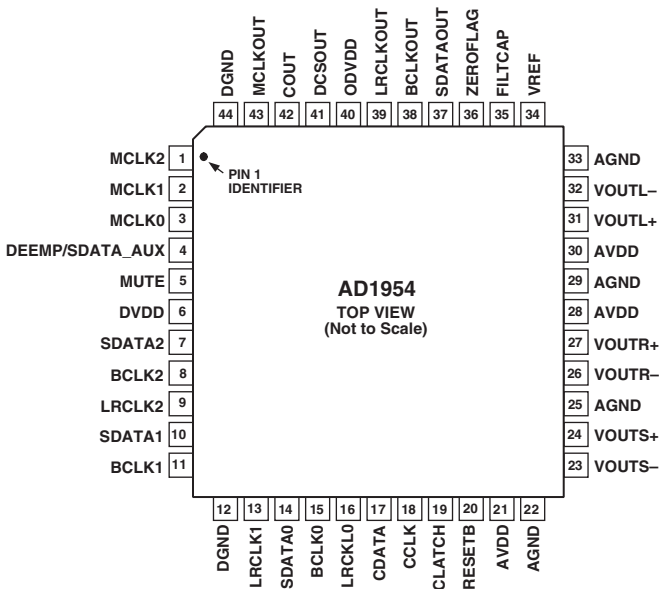 DGND
MCLKOUT
COUT
DCSOUT
ODVDD
LRCLKOUT
BCLKOUT
SDATAOUT
ZEROFLAG
FILTCAP
VREF
44 43 42 41 40 39 38 37 36 35 34
MCLK2 1
MCLK1 2
MCLK0 3
DEEMP/SDATA_AUX 4
MUTE 5
DVDD 6
SDATA2 7
BCLK2 8
LRCLK2 9
SDATA1 10
BCLK1 11
PIN 1
IDENTIFIER
AD1954
TOP VIEW
(Not to Scale)
33 AGND
32 VOUTL–
31 VOUTL+
30 AVDD
29 AGND
28 AVDD
27 VOUTR+
26 VOUTR–
25 AGND
24 VOUTS+
23 VOUTS–
12 13 14 15 16 17 18 19 20 21 22
DGND
LRCLK1
SDATA0
BCLK0
LRCKL0
CDATA
CCLK
CLATCH
RESETB
AVDD
AGND